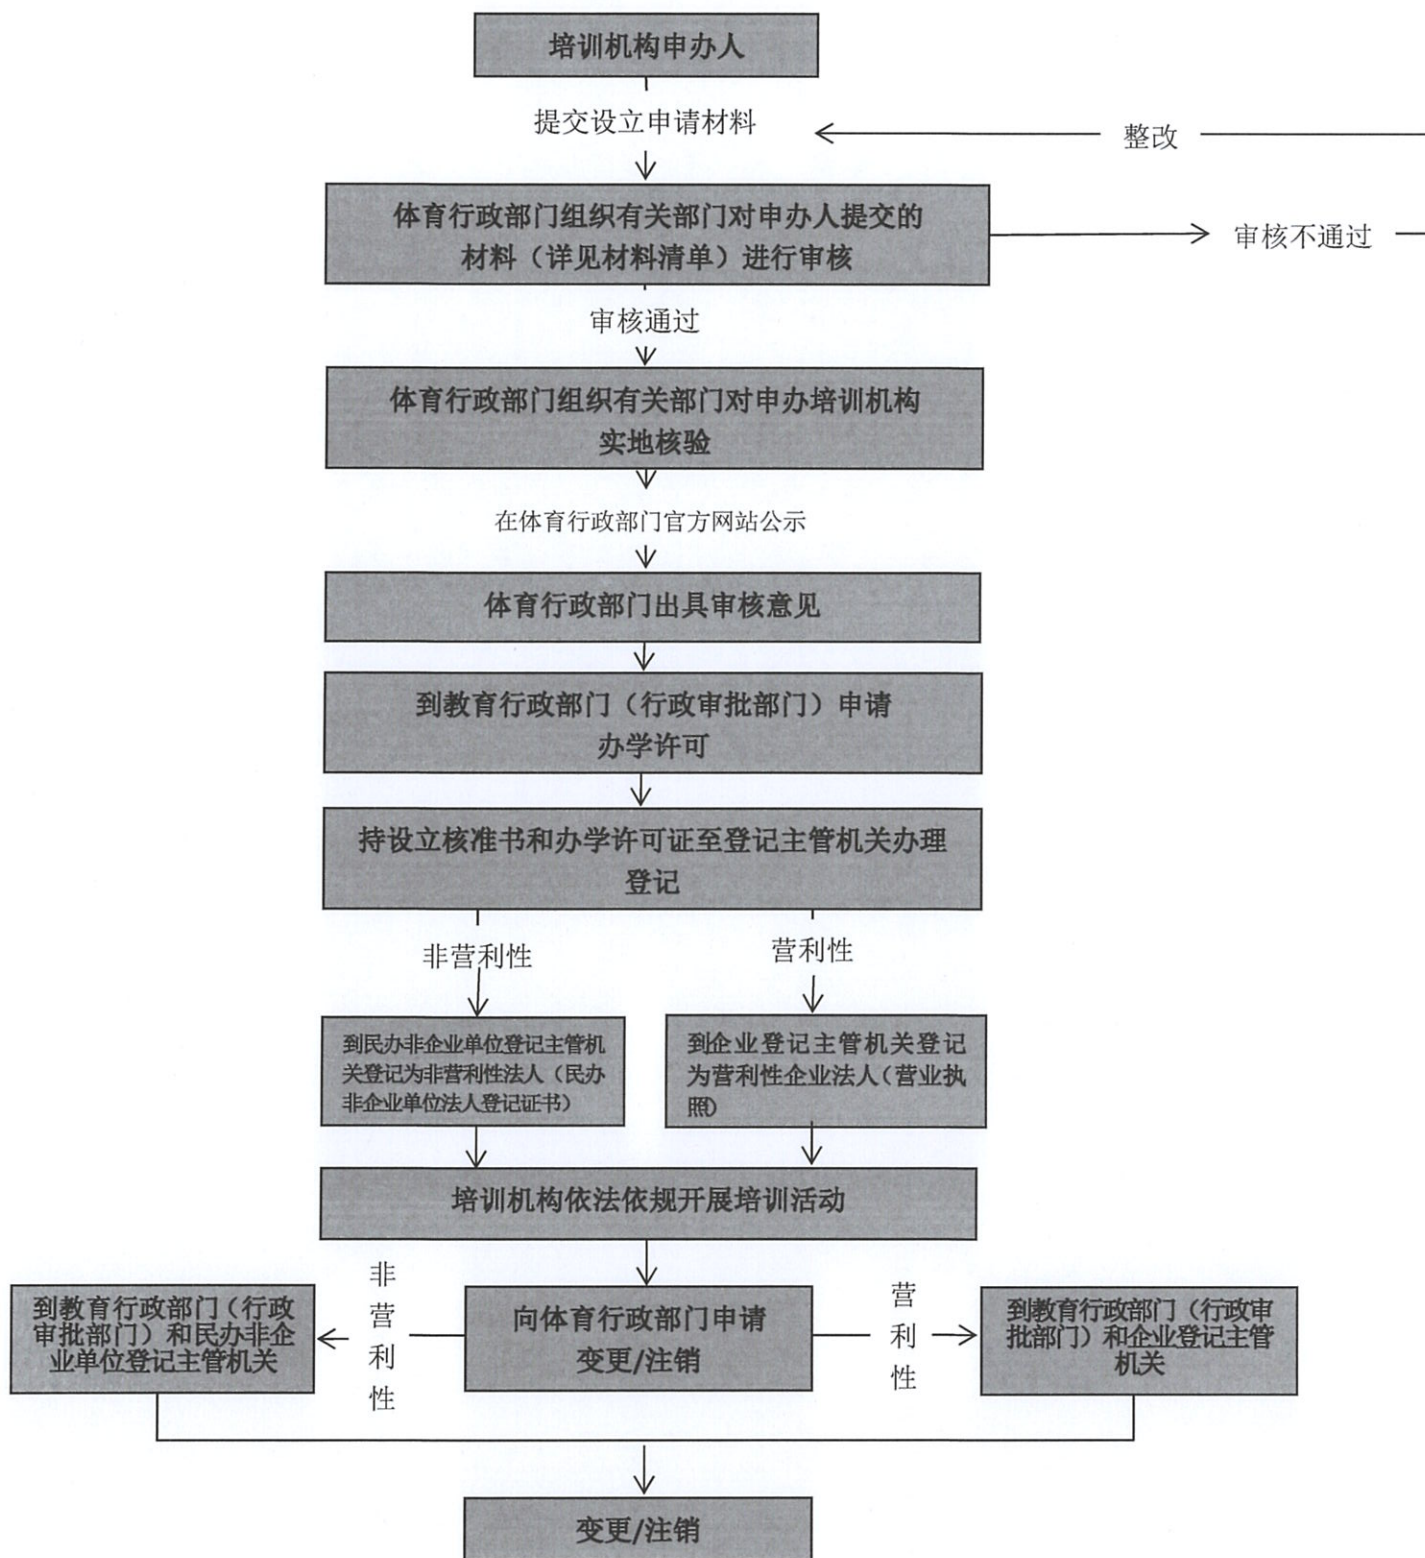 培训机构申办人
提交设立申请材料
整改
体育行政部门组织有关部门对申办人提交的
材料（详见材料清单）进行审核
审核不通过
审核通过
体育行政部门组织有关部门对申办培训机构
实地核验
在体育行政部门官方网站公示
体育行政部门出具审核意见
到教育行政部门（行政审批部门）申请
办学许可
持设立核准书和办学许可证至登记主管机关办理
登记
非营利性
营利性
到民办非企业单位登记主管机
关登记为非营利性法人（民办
非企业单位法人登记证书）
到企业登记主管机关登记
为营利性企业法人（营业执
照）
培训机构依法依规开展培训活动
到教育行政部门（行政
审批部门）和民办非企
业单位登记主管机关
非
营
利
性
向体育行政部门申请
变更/注销
营
利
性
到教育行政部门（行政审
批部门）和企业登记主管
机关
变更/注销